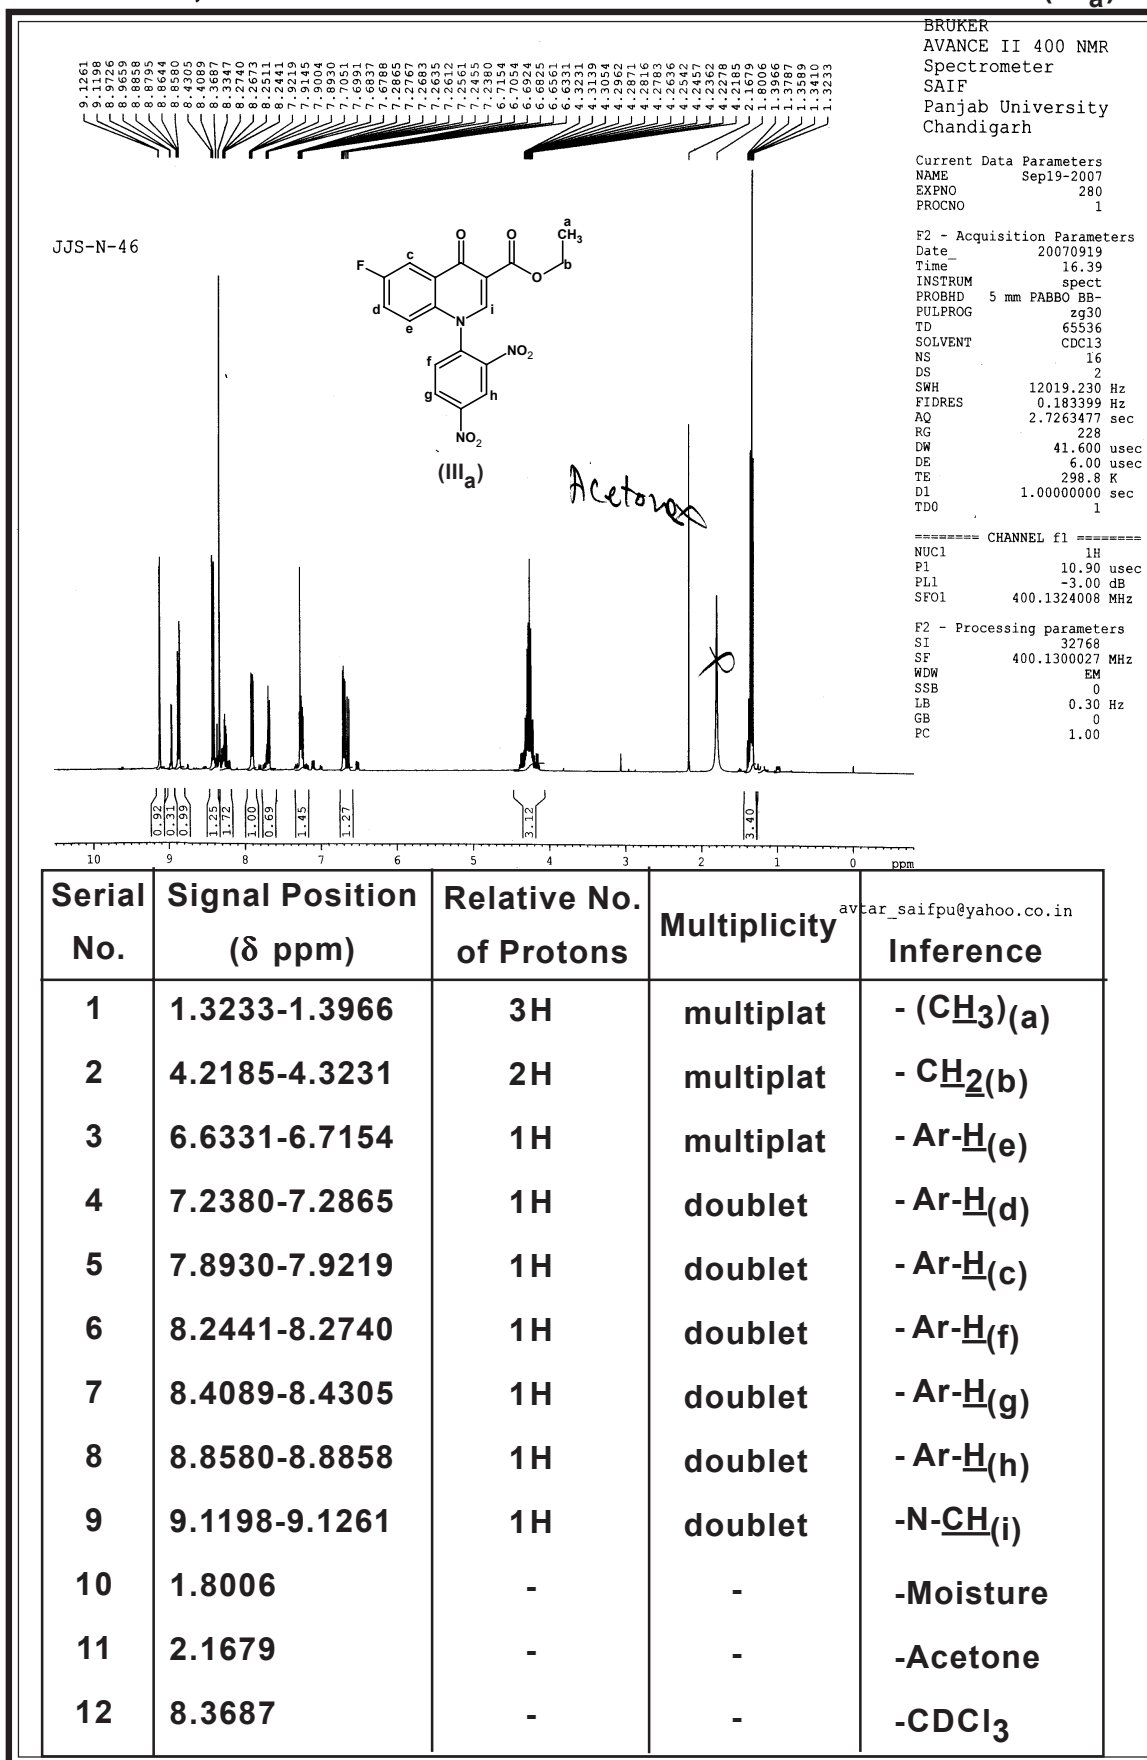 BRUKER
AVANCE II 400 NMR
Spectrometer
SAIF
Panjab University
Chandigarh
9.1261
9.1198
8.9726
8.9659
8.8858
8.8795
8.8644
8.8580
8.4305
8.4089
8.3687
8.3347
8.2740
8.2673
8.2511
8.2441
7.9219
7.9145
7.9004
7.8930
7.7051
7.6991
7.6837
7.6788
7.2865
7.2767
7.2683
7.2635
7.2612
7.2561
7.2455
7.2380
6.7154
6.7054
6.6924
6.6825
6.6561
6.6331
4.3231
4.3139
4.3054
4.2962
4.2871
4.2816
4.2783
4.2636
4.2542
4.2457
4.2362
4.2278
4.2185
2.1679
1.8006
1.3966
1.3787
1.3589
1.3410
1.3233
Current Data Parameters
NAME Sep19-2007
EXPNO 280
PROCNO 1
F2 - Acquisition Parameters
Date_ 20070919
Time 16.39
INSTRUM spect
PROBHD 5 mm PABBO BB-
PULPROG zg30
TD 65536
SOLVENT CDCl3
NS 16
DS 2
SWH 12019.230 Hz
FIDRES 0.183399 Hz
AQ 2.7263477 sec
RG 228
DW 41.600 usec
DE 6.00 usec
TE 298.8 K
D1 1.00000000 sec
TD0 1
======== CHANNEL f1 ========
NUC1 1H
P1 10.90 usec
PL1 -3.00 dB
SFO1 400.1324008 MHz
F2 - Processing parameters
SI 32768
SF 400.1300027 MHz
WDW EM
SSB 0
LB 0.30 Hz
GB 0
PC 1.00
JJS-N-46
a
CH3
O O
c b
F O
d i
e N
f NO2
g h
NO2
(IIIa)
Acetone
0.92 0.31 0.99 1.25 1.72 1.00 0.69 1.45 1.27 3.12 3.40
10 9 8 7 6 5 4 3 2 1 0 ppm
avtar_saifpu@yahoo.co.in
Serial No. Signal Position (δ ppm) Relative No. of Protons Multiplicity Inference
1 1.3233-1.3966 3H multiplat - (CH3)(a)
2 4.2185-4.3231 2H multiplat - CH2(b)
3 6.6331-6.7154 1H multiplat - Ar-H(e)
4 7.2380-7.2865 1H doublet - Ar-H(d)
5 7.8930-7.9219 1H doublet - Ar-H(c)
6 8.2441-8.2740 1H doublet - Ar-H(f)
7 8.4089-8.4305 1H doublet - Ar-H(g)
8 8.8580-8.8858 1H doublet - Ar-H(h)
9 9.1198-9.1261 1H doublet -N-CH(i)
10 1.8006 - - -Moisture
11 2.1679 - - -Acetone
12 8.3687 - - -CDCl3